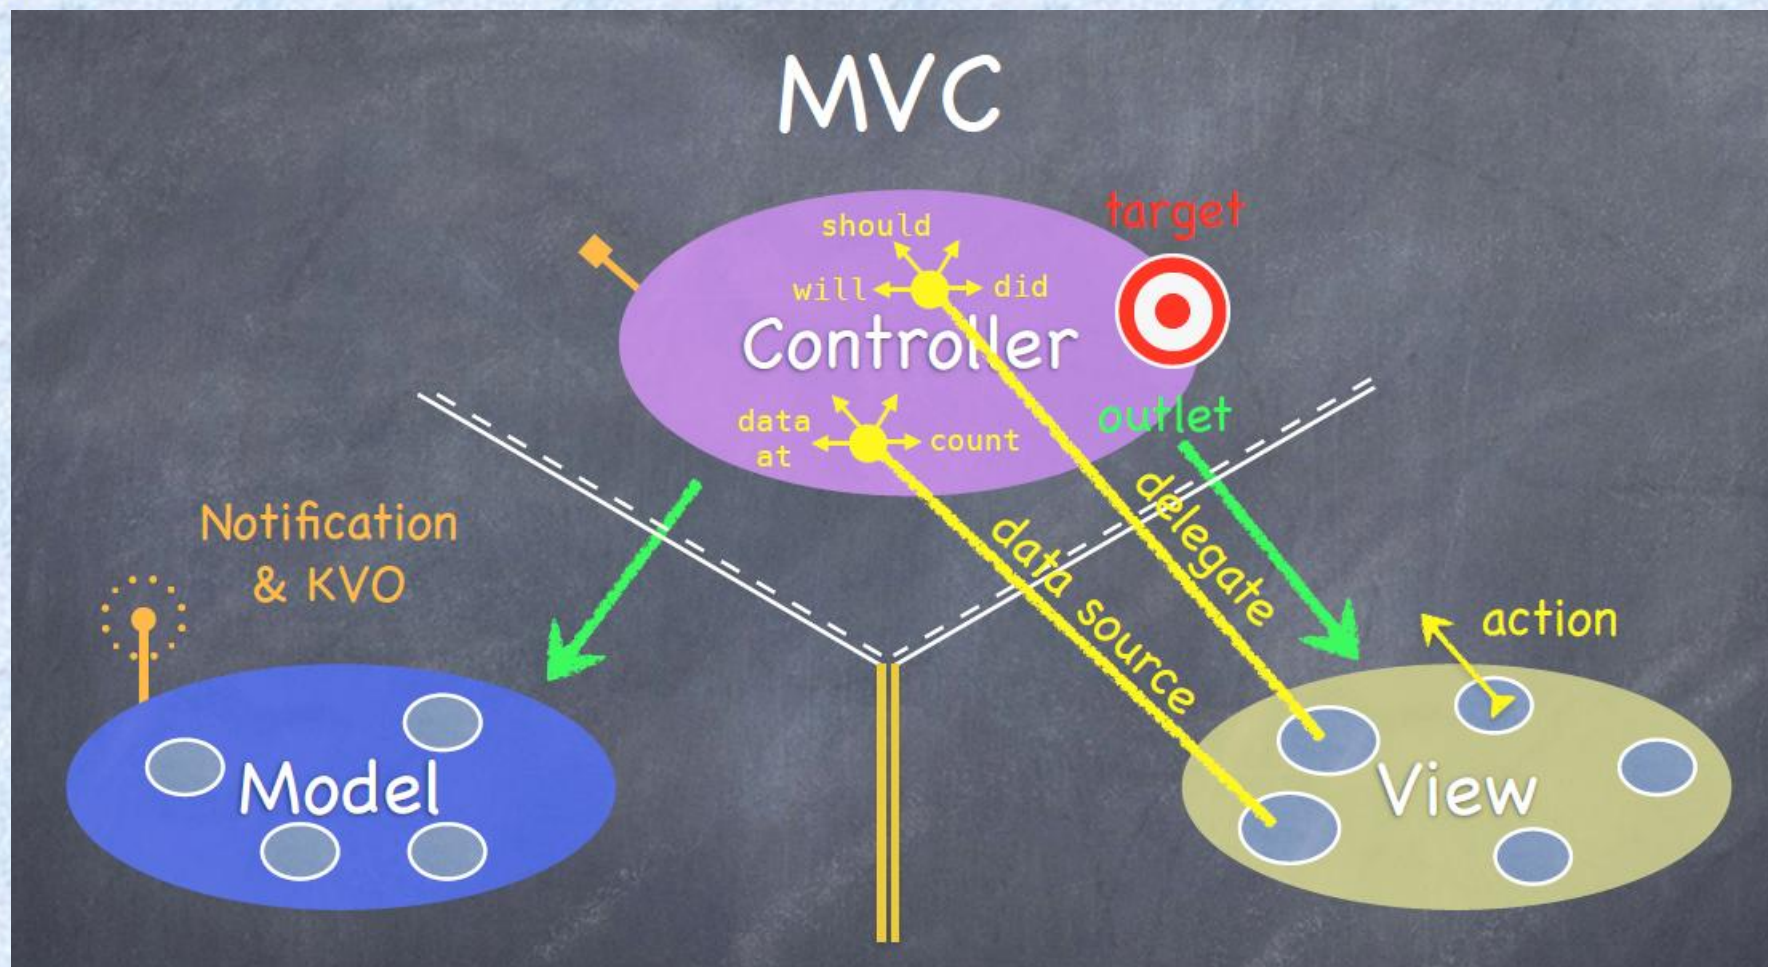 MVC
should
target
will
did
Controller
data
at
count
outlet
Notification
& KVO
delegate
data source
action
Model
View